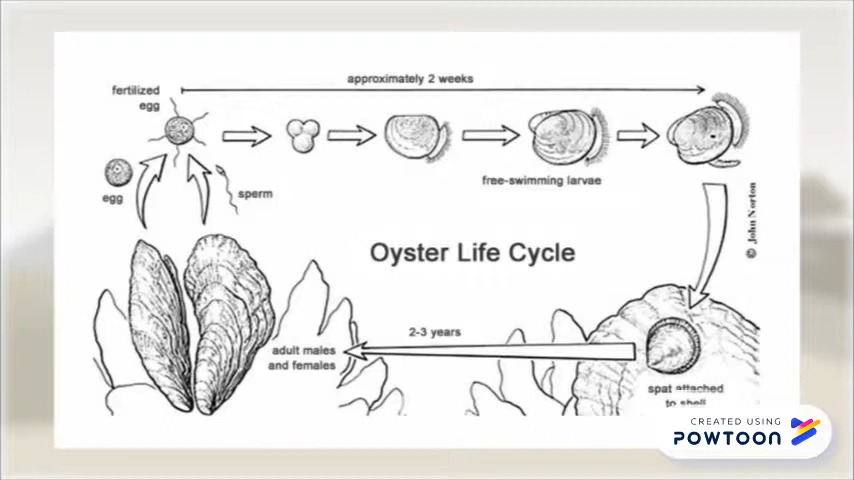 approximately 2 weeks
fertilized
egg
egg
sperm
free-swimming larvae
© John Norton
Oyster Life Cycle
2-3 years
adult males
and females
spat attached
to shell
CREATED USING
POWTOON